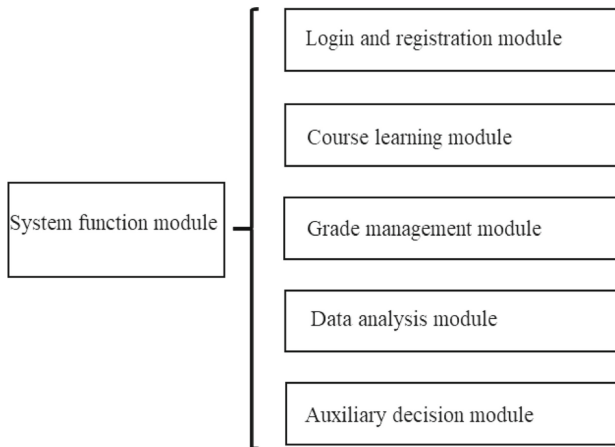 Login and registration module
Course learning module
System function module
Grade management module
Data analysis module
Auxiliary decision module